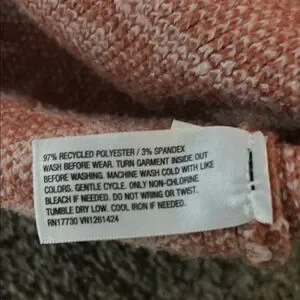 97% RECYCLED POLYESTER / 3% SPANDEX
WASH BEFORE WEAR. TURN GARMENT INSIDE OUT
BEFORE WASHING. MACHINE WASH COLD WITH LIKE
COLORS. GENTLE CYCLE. ONLY NON-CHLORINE
BLEACH IF NEEDED. DO NOT WRING OR TWIST.
TUMBLE DRY LOW. COOL IRON IF NEEDED.
RN17730 VN1261424